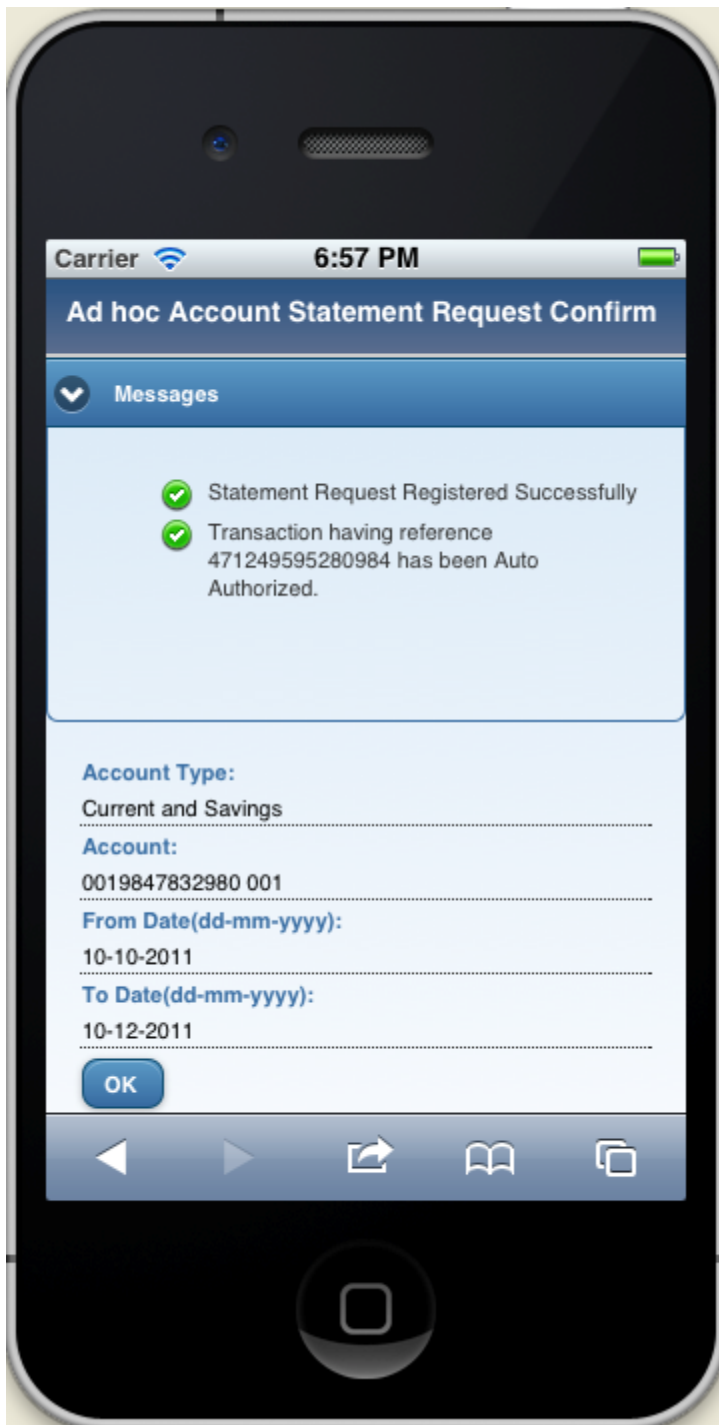 Carrier 6:57 PM
Ad hoc Account Statement Request Confirm
Messages
Statement Request Registered Successfully
Transaction having reference
471249595280984 has been Auto
Authorized.
Account Type:
Current and Savings
Account:
0019847832980 001
From Date(dd-mm-yyyy):
10-10-2011
To Date(dd-mm-yyyy):
10-12-2011
OK